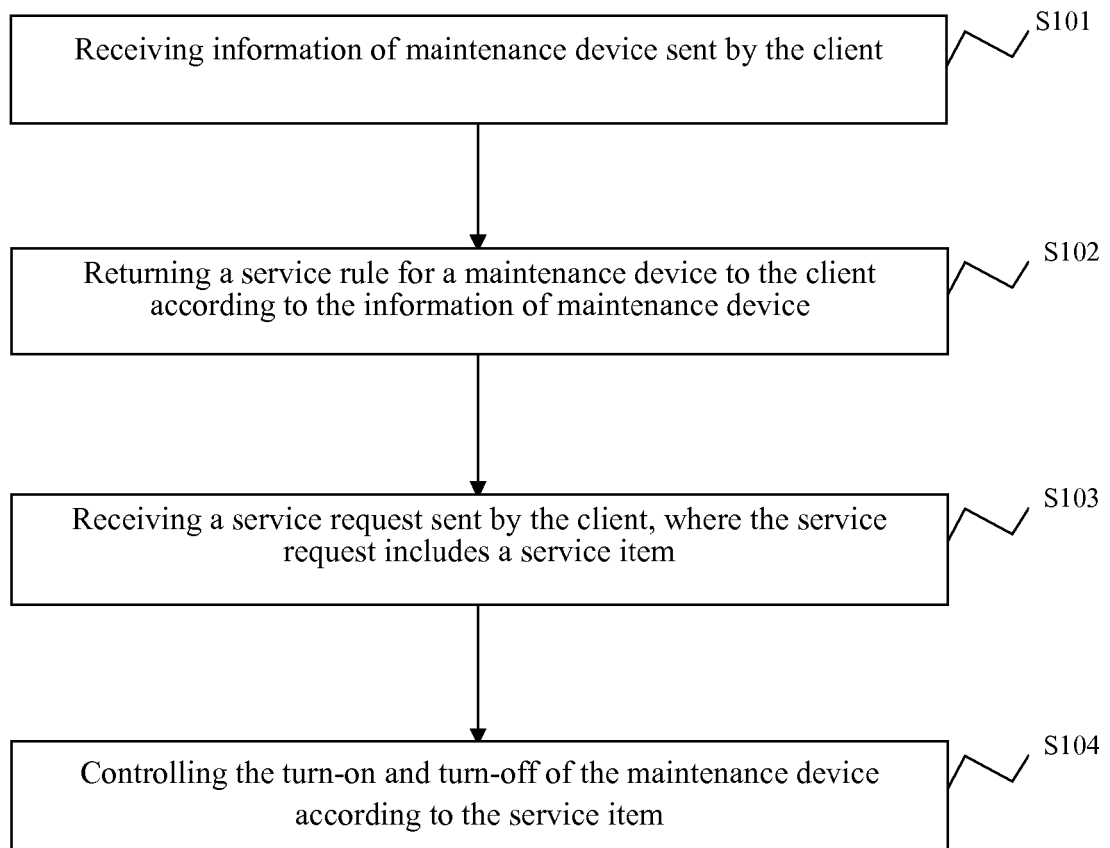 S101
Receiving information of maintenance device sent by the client
S102
Returning a service rule for a maintenance device to the client
according to the information of maintenance device
S103
Receiving a service request sent by the client, where the service
request includes a service item
S104
Controlling the turn-on and turn-off of the maintenance device
according to the service item